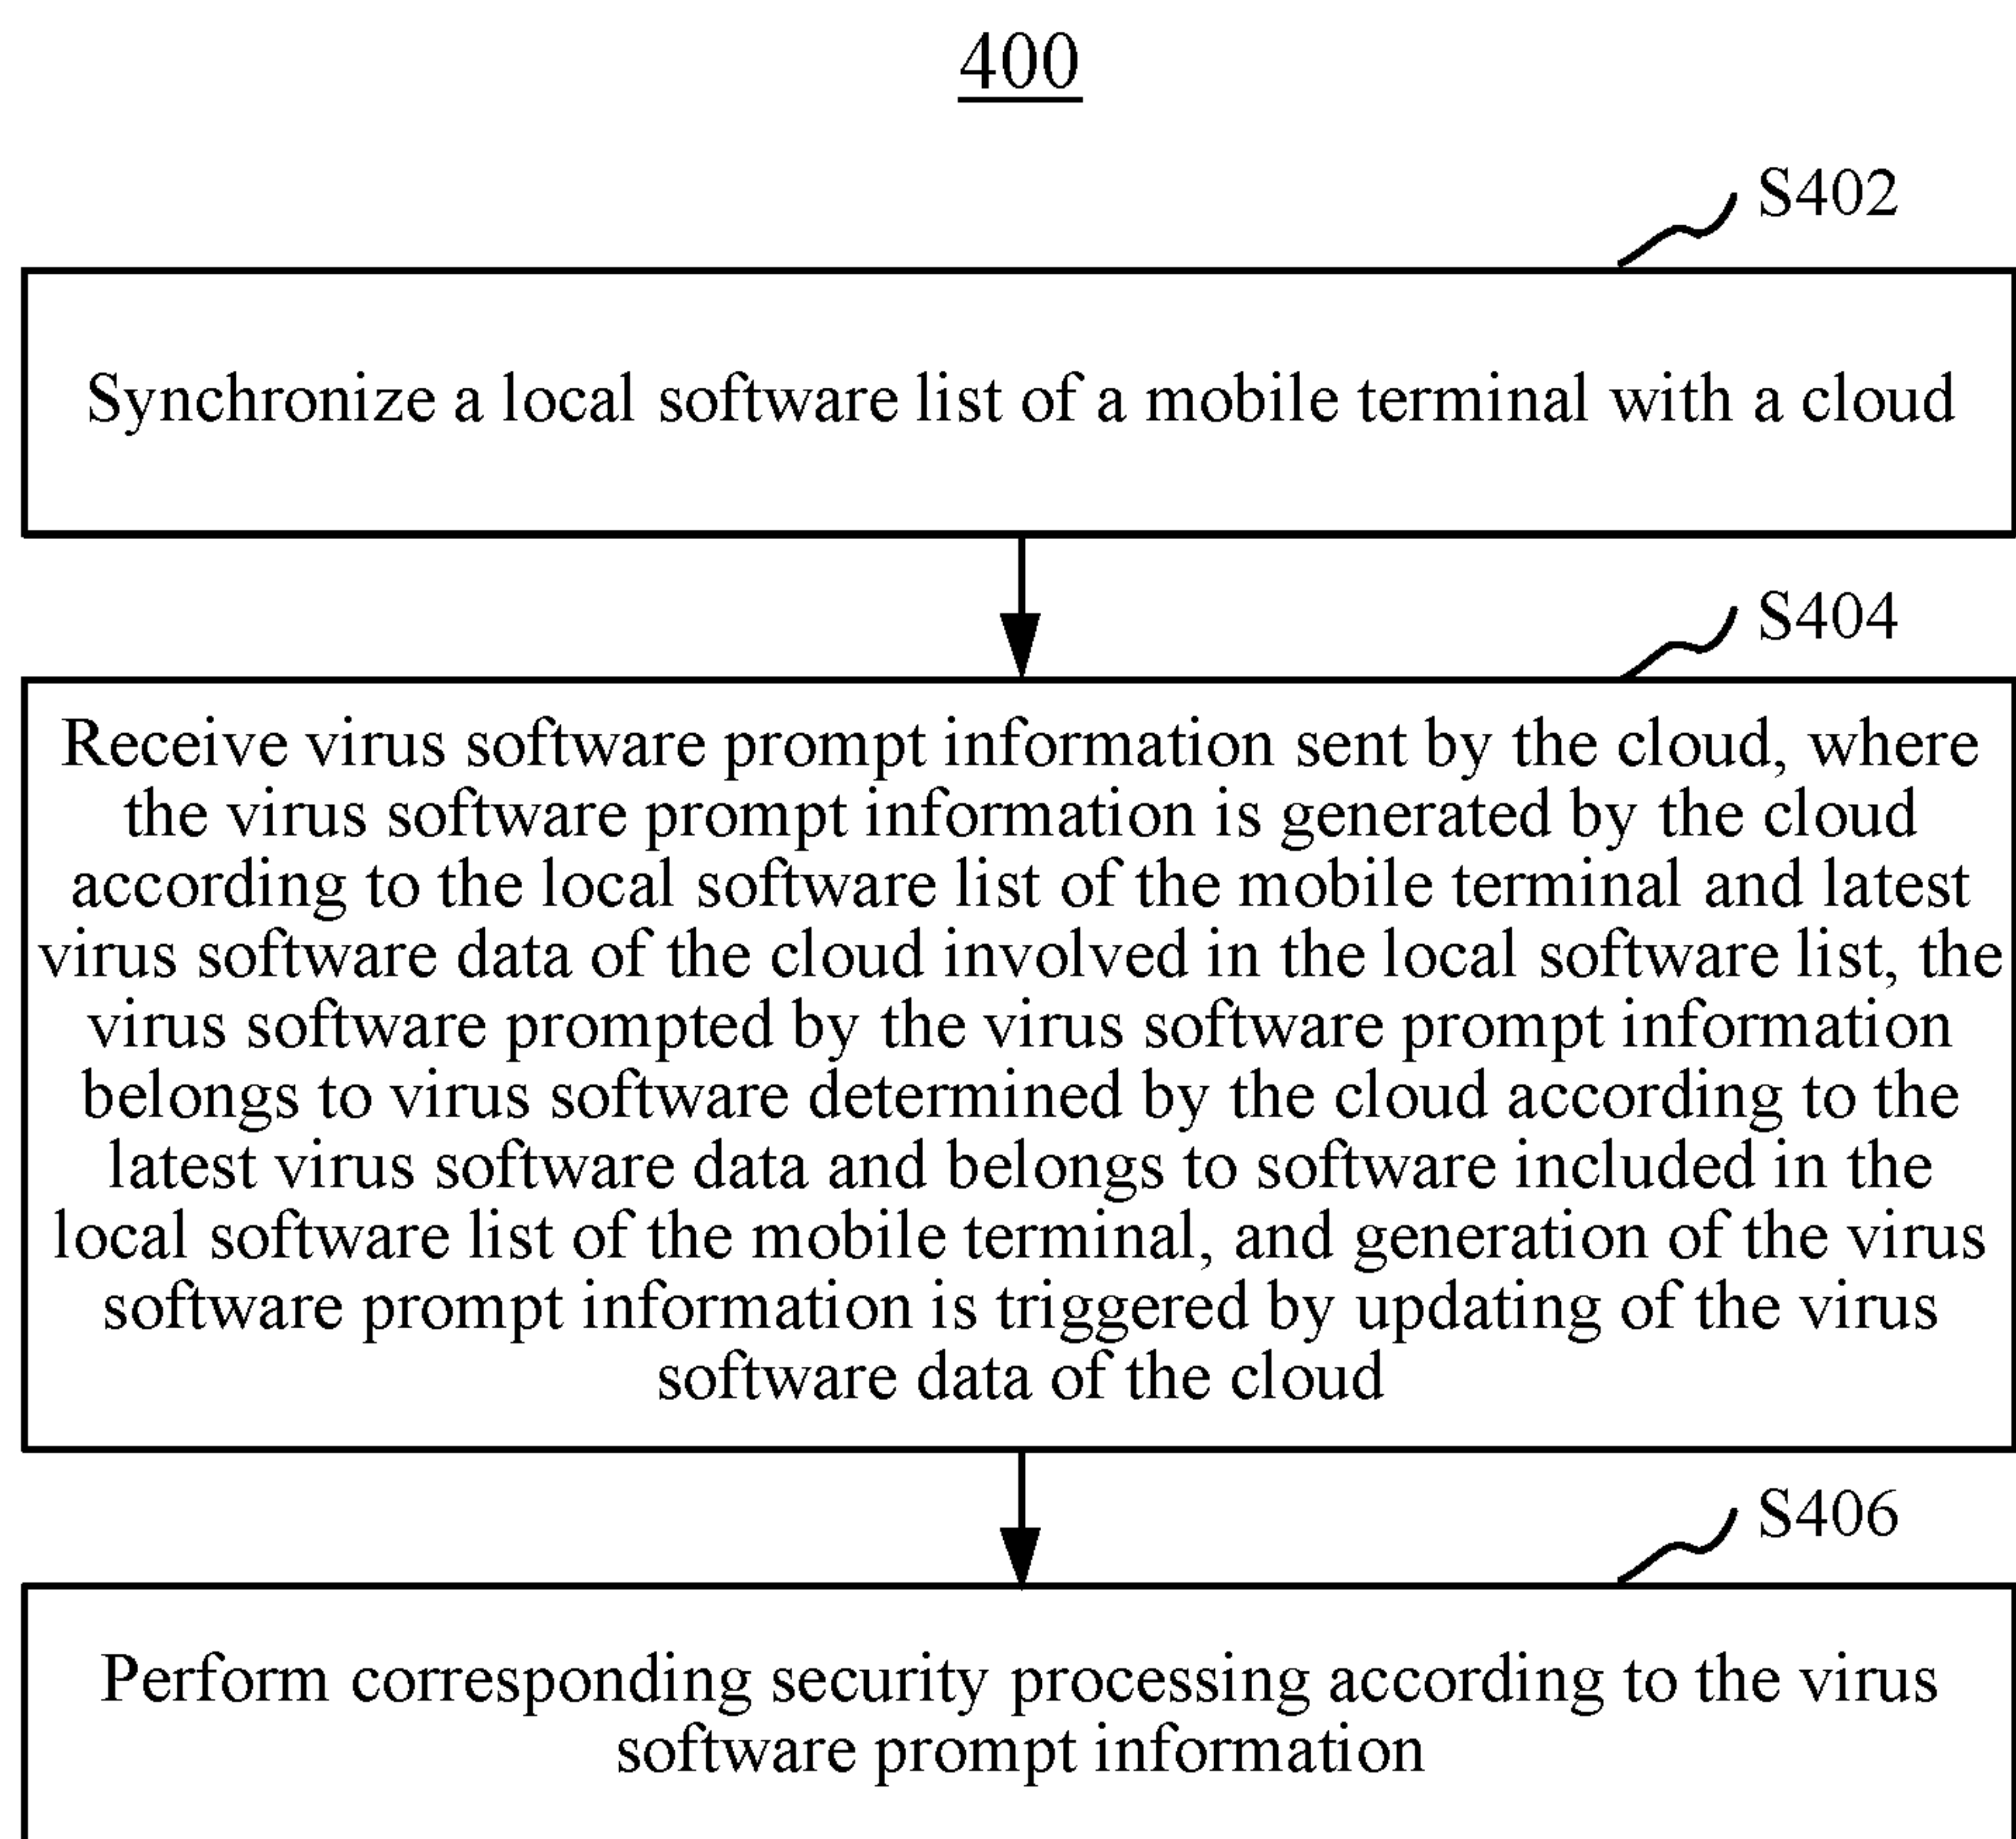 400
S402
Synchronize a local software list of a mobile terminal with a cloud
S404
Receive virus software prompt information sent by the cloud, where
the virus software prompt information is generated by the cloud
according to the local software list of the mobile terminal and latest
virus software data of the cloud involved in the local software list, the
virus software prompted by the virus software prompt information
belongs to virus software determined by the cloud according to the
latest virus software data and belongs to software included in the
local software list of the mobile terminal, and generation of the virus
software prompt information is triggered by updating of the virus
software data of the cloud
S406
Perform corresponding security processing according to the virus
software prompt information